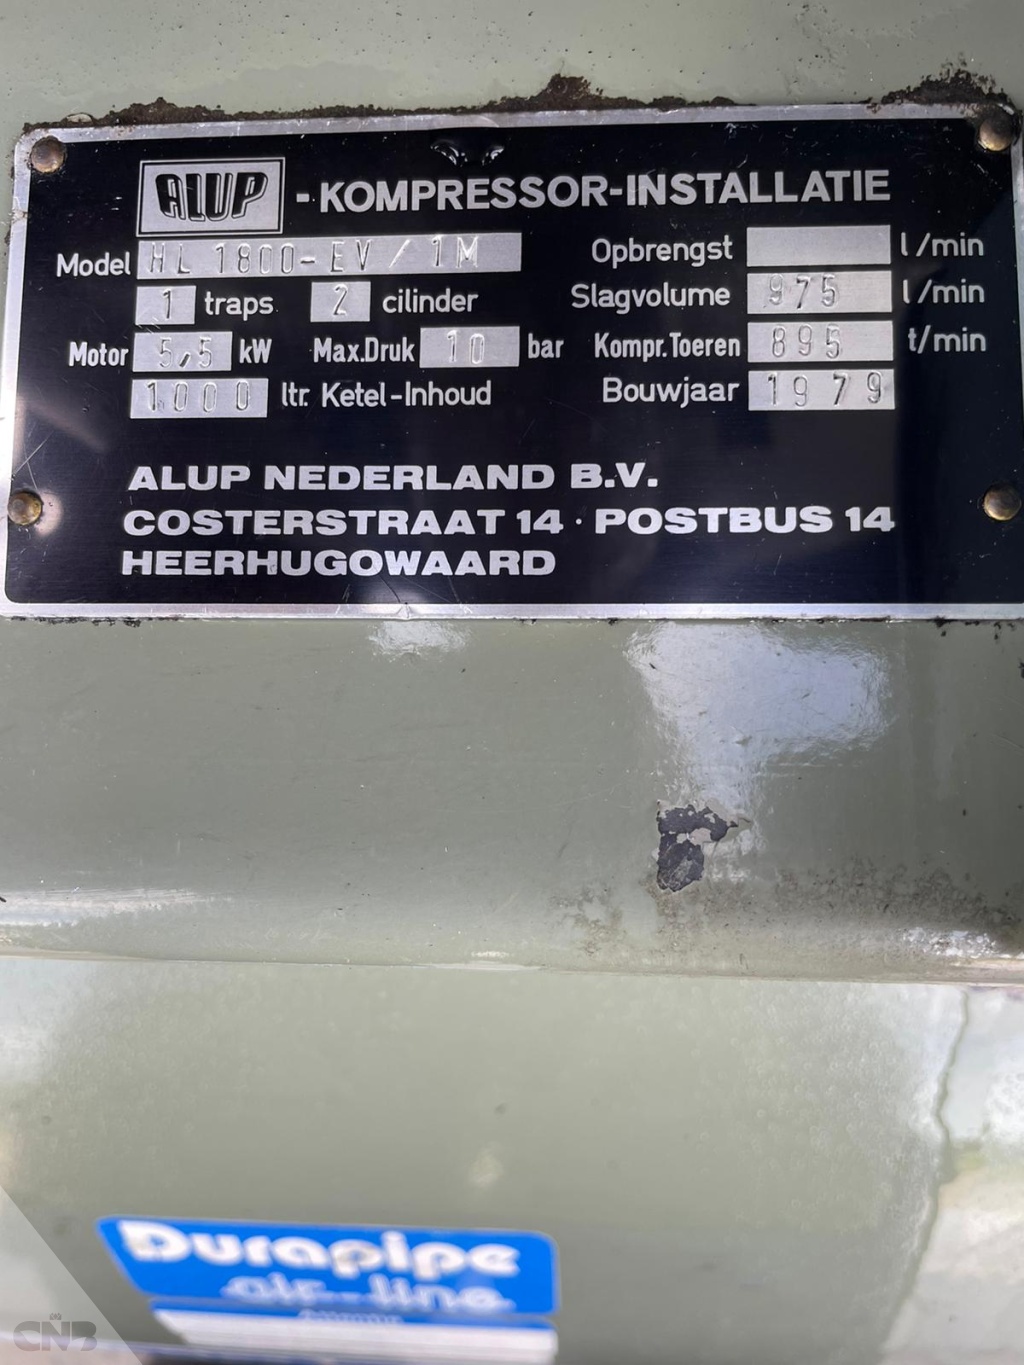 ALUP - KOMPRESSOR-INSTALLATIE
Model HL 1800-EV / 1M Opbrengst l/min
1 traps 2 cilinder Slagvolume 975 l/min
Motor 5,5 kW Max.Druk 10 bar Kompr.Toeren 895 t/min
1000 ltr. Ketel-Inhoud Bouwjaar 1979
ALUP NEDERLAND B.V.
COSTERSTRAAT 14 · POSTBUS 14
HEERHUGOWAARD
Durapipe
air-line
CNB